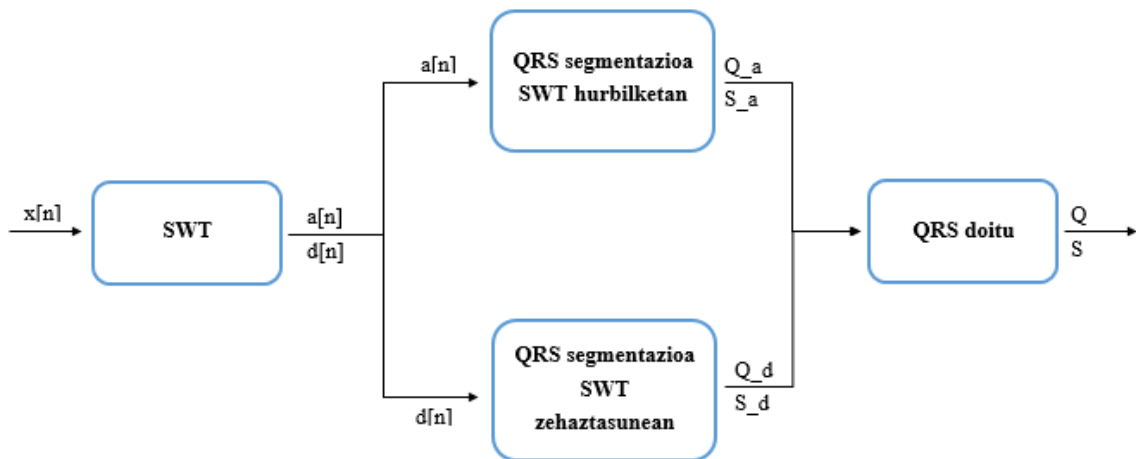 x[n]
SWT
a[n]
d[n]
a[n]
QRS segmentazioa
SWT hurbilketan
Q_a
S_a
d[n]
QRS segmentazioa
SWT
zehaztasunean
Q_d
S_d
QRS doitu
Q
S